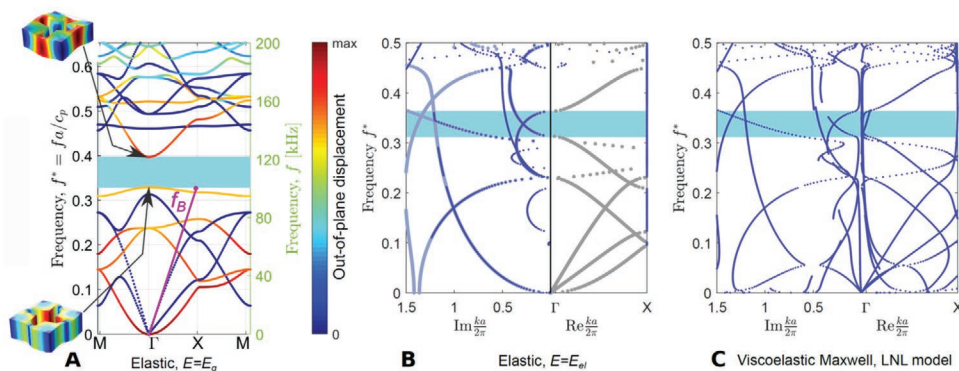 Frequency, f* = fa/c_p
0.6
0.5
0.4
0.3
0.2
0.1
0
M
Γ
X
M
f_B
200
160
120
80
40
0
Frequency, f [kHz]
max
Out-of-plane displacement
0
A
Elastic, E=E_g
Frequency f*
0.5
0.4
0.3
0.2
0.1
0
1.5
1
0.5
Γ
X
Im ka/2π
Re ka/2π
B
Elastic, E=E_el
Frequency f*
0.5
0.4
0.3
0.2
0.1
0
1.5
1
0.5
Γ
X
Im ka/2π
Re ka/2π
C
Viscoelastic Maxwell, LNL model